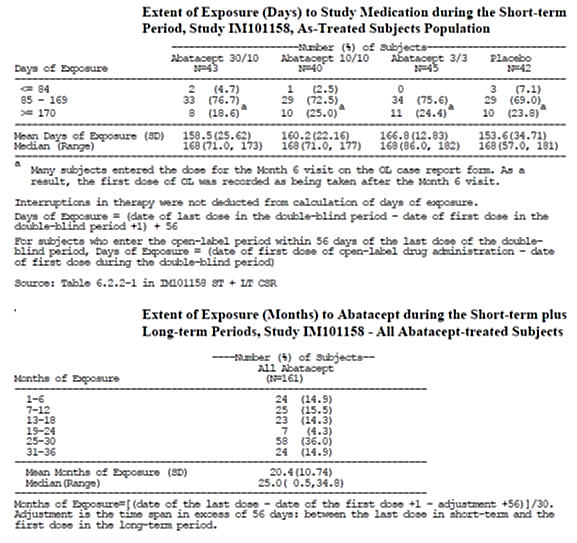 Extent of Exposure (Days) to Study Medication during the Short-term
Period, Study IM101158, As-Treated Subjects Population
Number (%) of Subjects
Abatacept 30/10 Abatacept 10/10 Abatacept 3/3 Placebo
Days of Exposure N=43 N=40 N=45 N=42
<= 84 2 (4.7) 1 (2.5) 0 3 (7.1)
85 - 169 33 (76.7) 29 (72.5) 34 (75.6) 29 (69.0)
>= 170 8 (18.6)a 10 (25.0)a 11 (24.4)a 10 (23.8)a
Mean Days of Exposure (SD) 158.5(25.62) 160.2(22.16) 166.8(12.83) 153.6(34.71)
Median (Range) 168(71.0, 173) 168(71.0, 177) 168(86.0, 182) 168(57.0, 181)
a Many subjects entered the dose for the Month 6 visit on the OL case report form. As a
result, the first dose of OL was recorded as being taken after the Month 6 visit.
Interruptions in therapy were not deducted from calculation of days of exposure.
Days of Exposure = (date of last dose in the double-blind period - date of first dose in the
double-blind period +1) + 56
For subjects who enter the open-label period within 56 days of the last dose of the double-
blind period, Days of Exposure = (date of first dose of open-label drug administration - date
of first dose during the double-blind period)
Source: Table 6.2.2-1 in IM101158 ST + LT CSR
Extent of Exposure (Months) to Abatacept during the Short-term plus
Long-term Periods, Study IM101158 - All Abatacept-treated Subjects
----Number (%) of Subjects--
All Abatacept
Months of Exposure (N=161)
1-6 24 (14.9)
7-12 25 (15.5)
13-18 23 (14.3)
19-24 7 (4.3)
25-30 58 (36.0)
31-36 24 (14.9)
Mean Months of Exposure (SD) 20.4(10.74)
Median(Range) 25.0( 0.5,34.8)
Months of Exposure=[(date of the last dose - date of the first dose +1 - adjustment +56)]/30.
Adjustment is the time span in excess of 56 days: between the last dose in short-term and the
first dose in the long-term period.